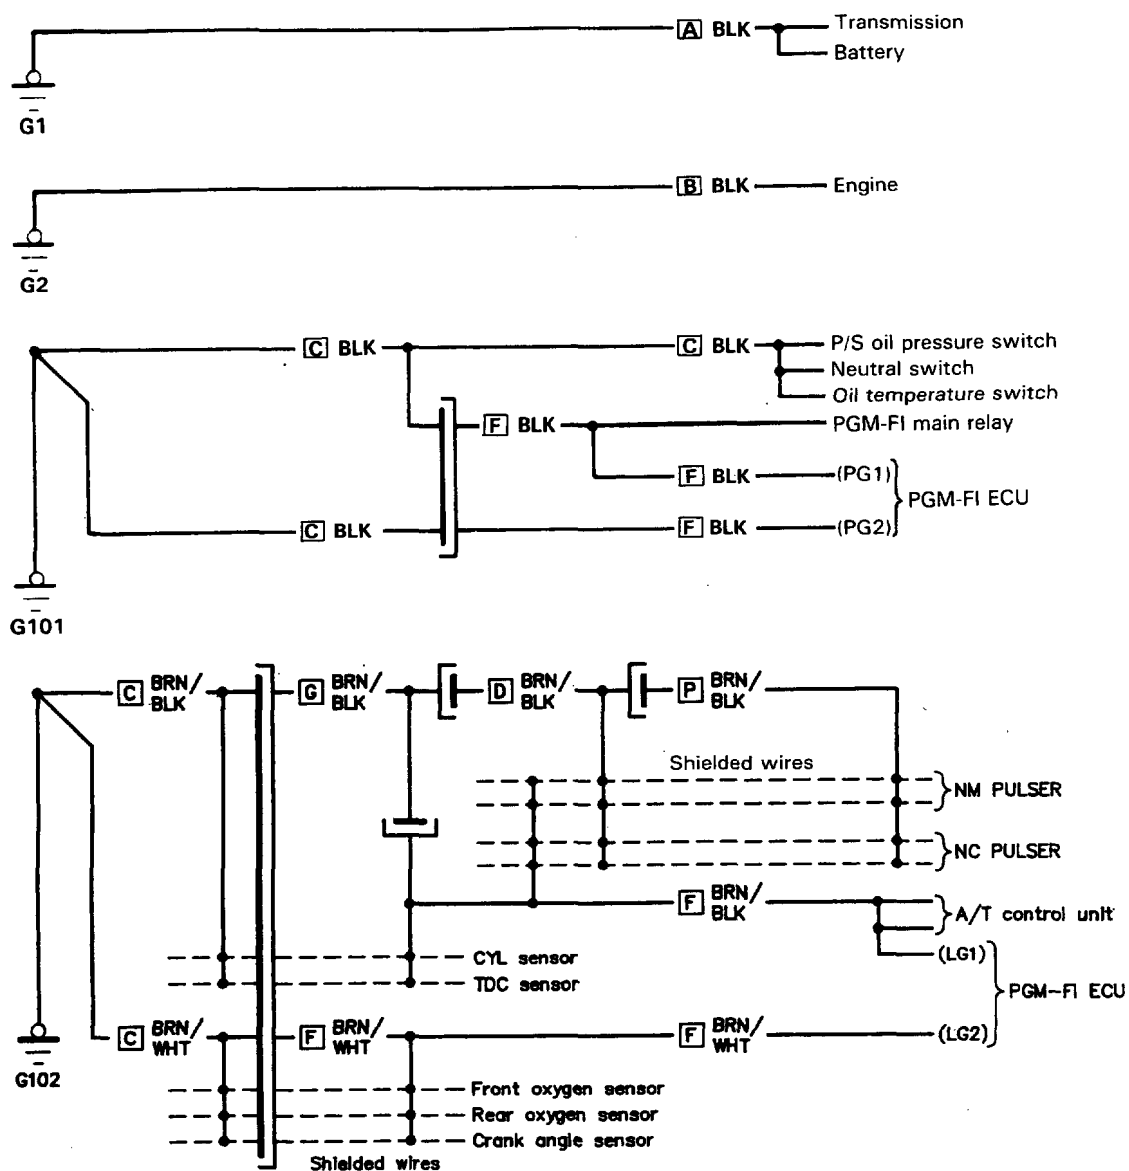 A BLK Transmission
Battery
G1
B BLK Engine
G2
C BLK C BLK P/S oil pressure switch
Neutral switch
Oil temperature switch
F BLK PGM-FI main relay
F BLK (PG1)
PGM-FI ECU
C BLK F BLK (PG2)
G101
C BRN/BLK G BRN/BLK D BRN/BLK P BRN/BLK
Shielded wires
NM PULSER
NC PULSER
F BRN/BLK A/T control unit
CYL sensor (LG1)
TDC sensor
PGM-FI ECU
C BRN/WHT F BRN/WHT F BRN/WHT (LG2)
G102
Front oxygen sensor
Rear oxygen sensor
Crank angle sensor
Shielded wires